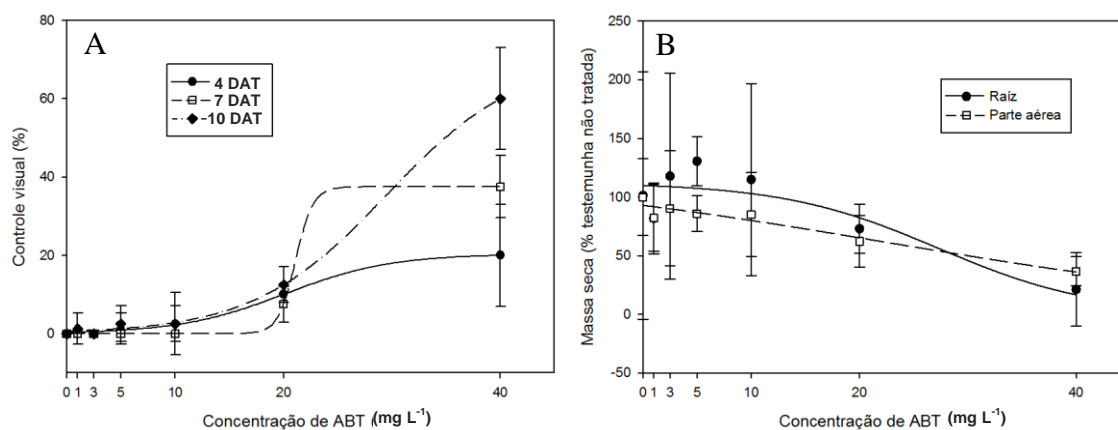 A
4 DAT
7 DAT
10 DAT
Controle visual (%)
80
60
40
20
0
0 1 3 5 10 20 40
Concentração de ABT (mg L⁻¹)
B
Raíz
Parte aérea
Massa seca (% testemunha não tratada)
250
200
150
100
50
0
-50
0 1 3 5 10 20 40
Concentração de ABT (mg L⁻¹)